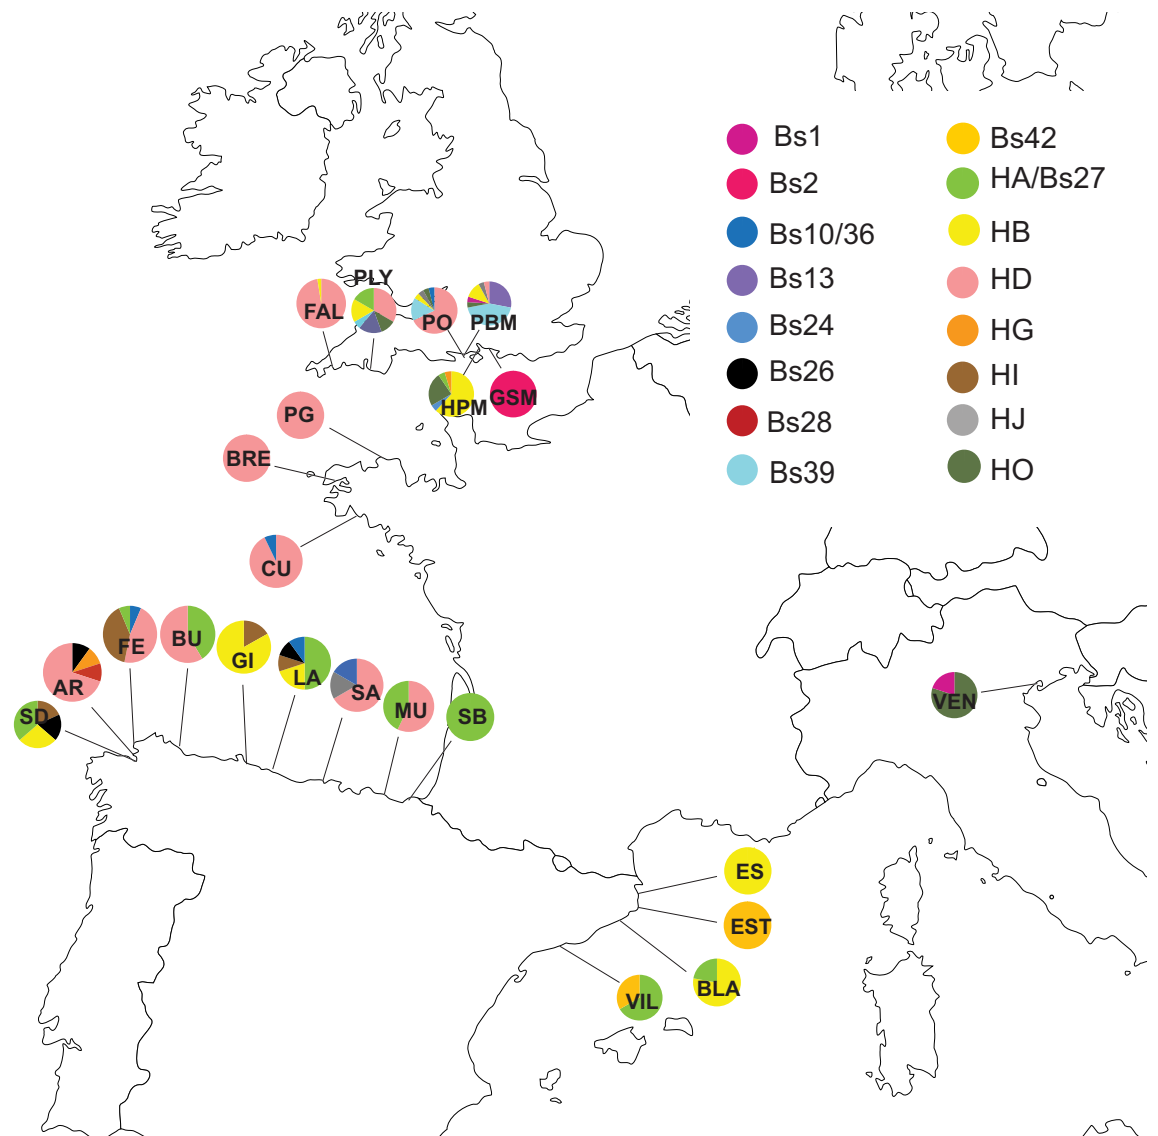 Bs1
Bs2
Bs10/36
Bs13
Bs24
Bs26
Bs28
Bs39
Bs42
HA/Bs27
HB
HD
HG
HI
HJ
HO
PLY
FAL
PO
PBM
HPM
GSM
PG
BRE
CU
FE
BU
GI
LA
SA
AR
MU
SB
SD
VEN
ES
EST
BLA
VIL